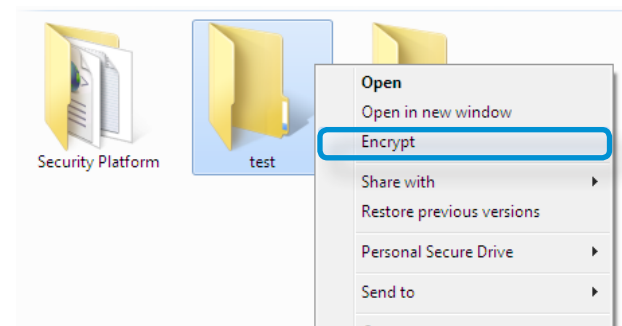 Security Platform
test
Open
Open in new window
Encrypt
Share with
Restore previous versions
Personal Secure Drive
Send to